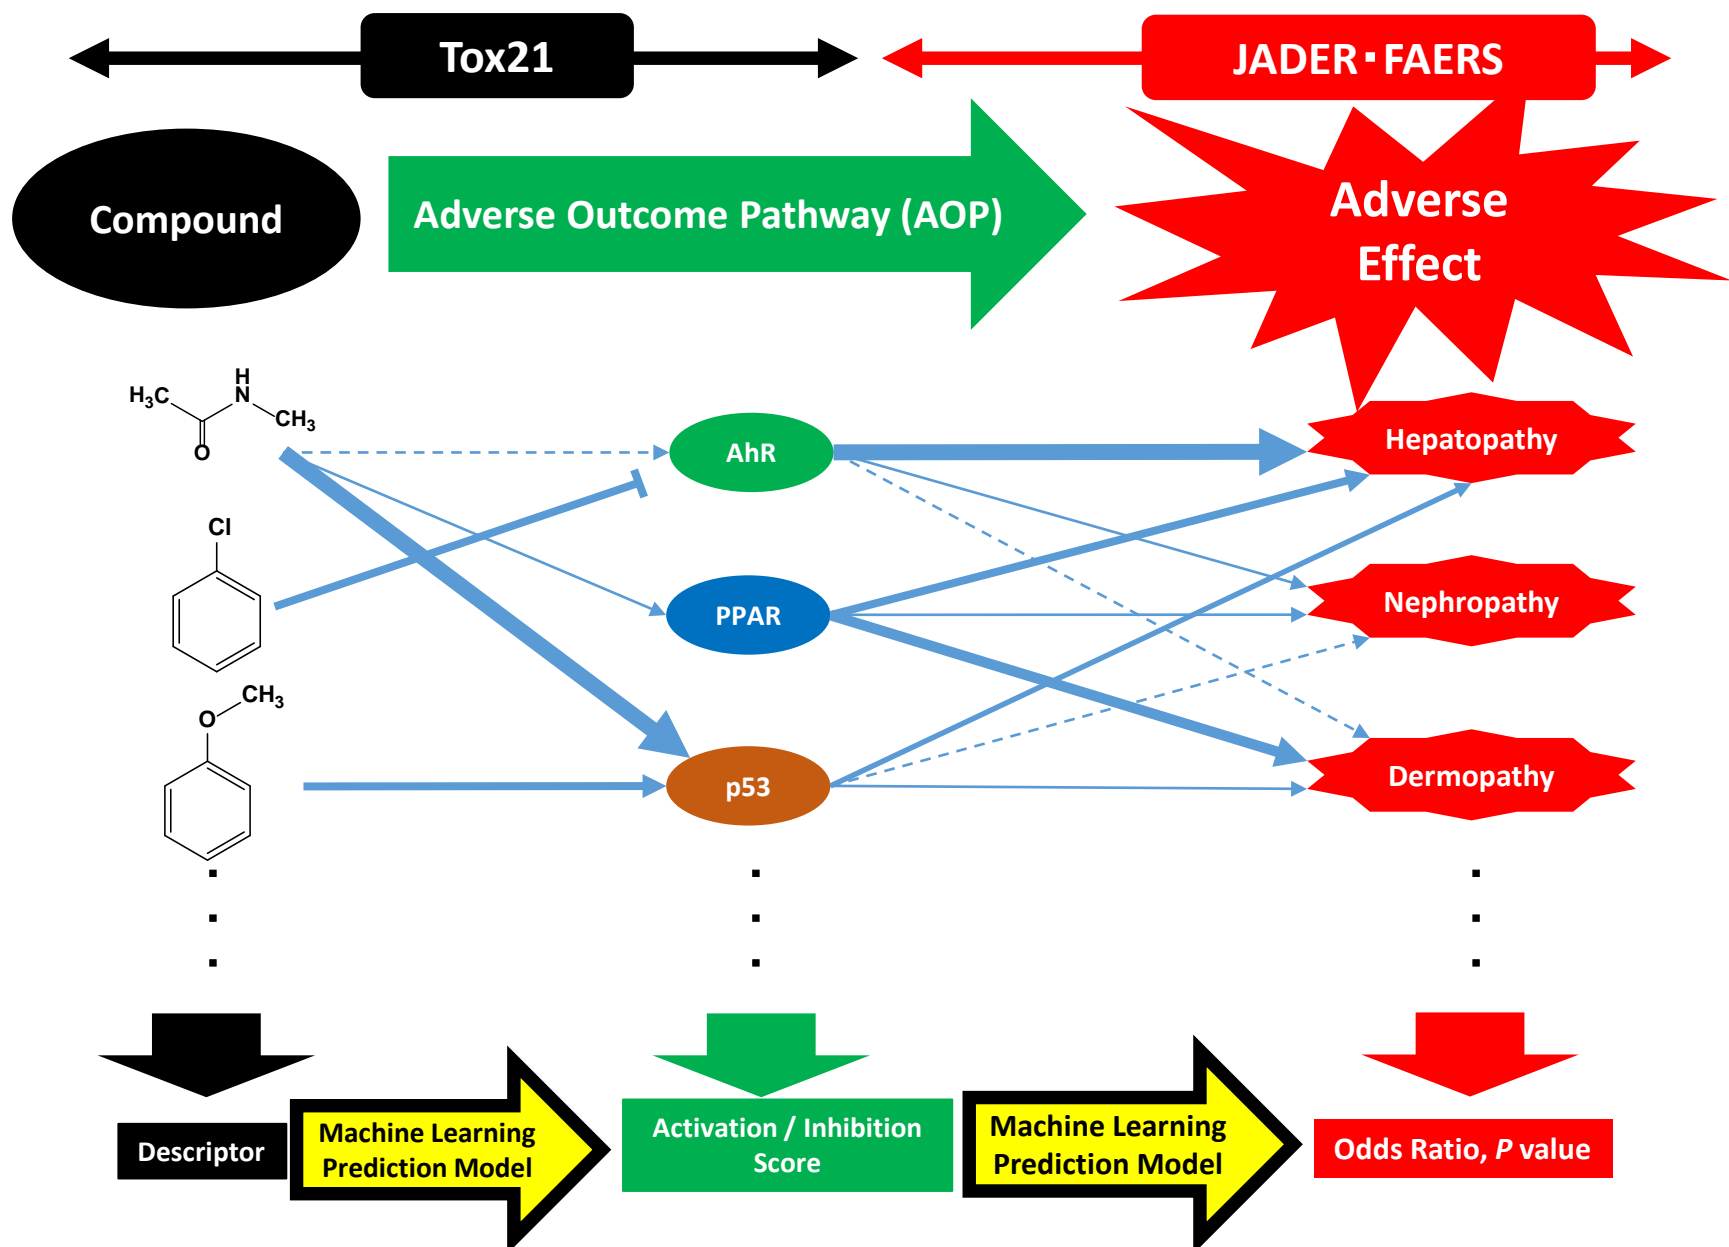 Tox21
JADER・FAERS
Compound
Adverse Outcome Pathway (AOP)
Adverse
Effect
H
H₃C
N
CH₃
O
AhR
Hepatopathy
Cl
PPAR
Nephropathy
CH₃
O
p53
Dermopathy
Descriptor
Machine Learning
Prediction Model
Activation / Inhibition
Score
Machine Learning
Prediction Model
Odds Ratio, P value